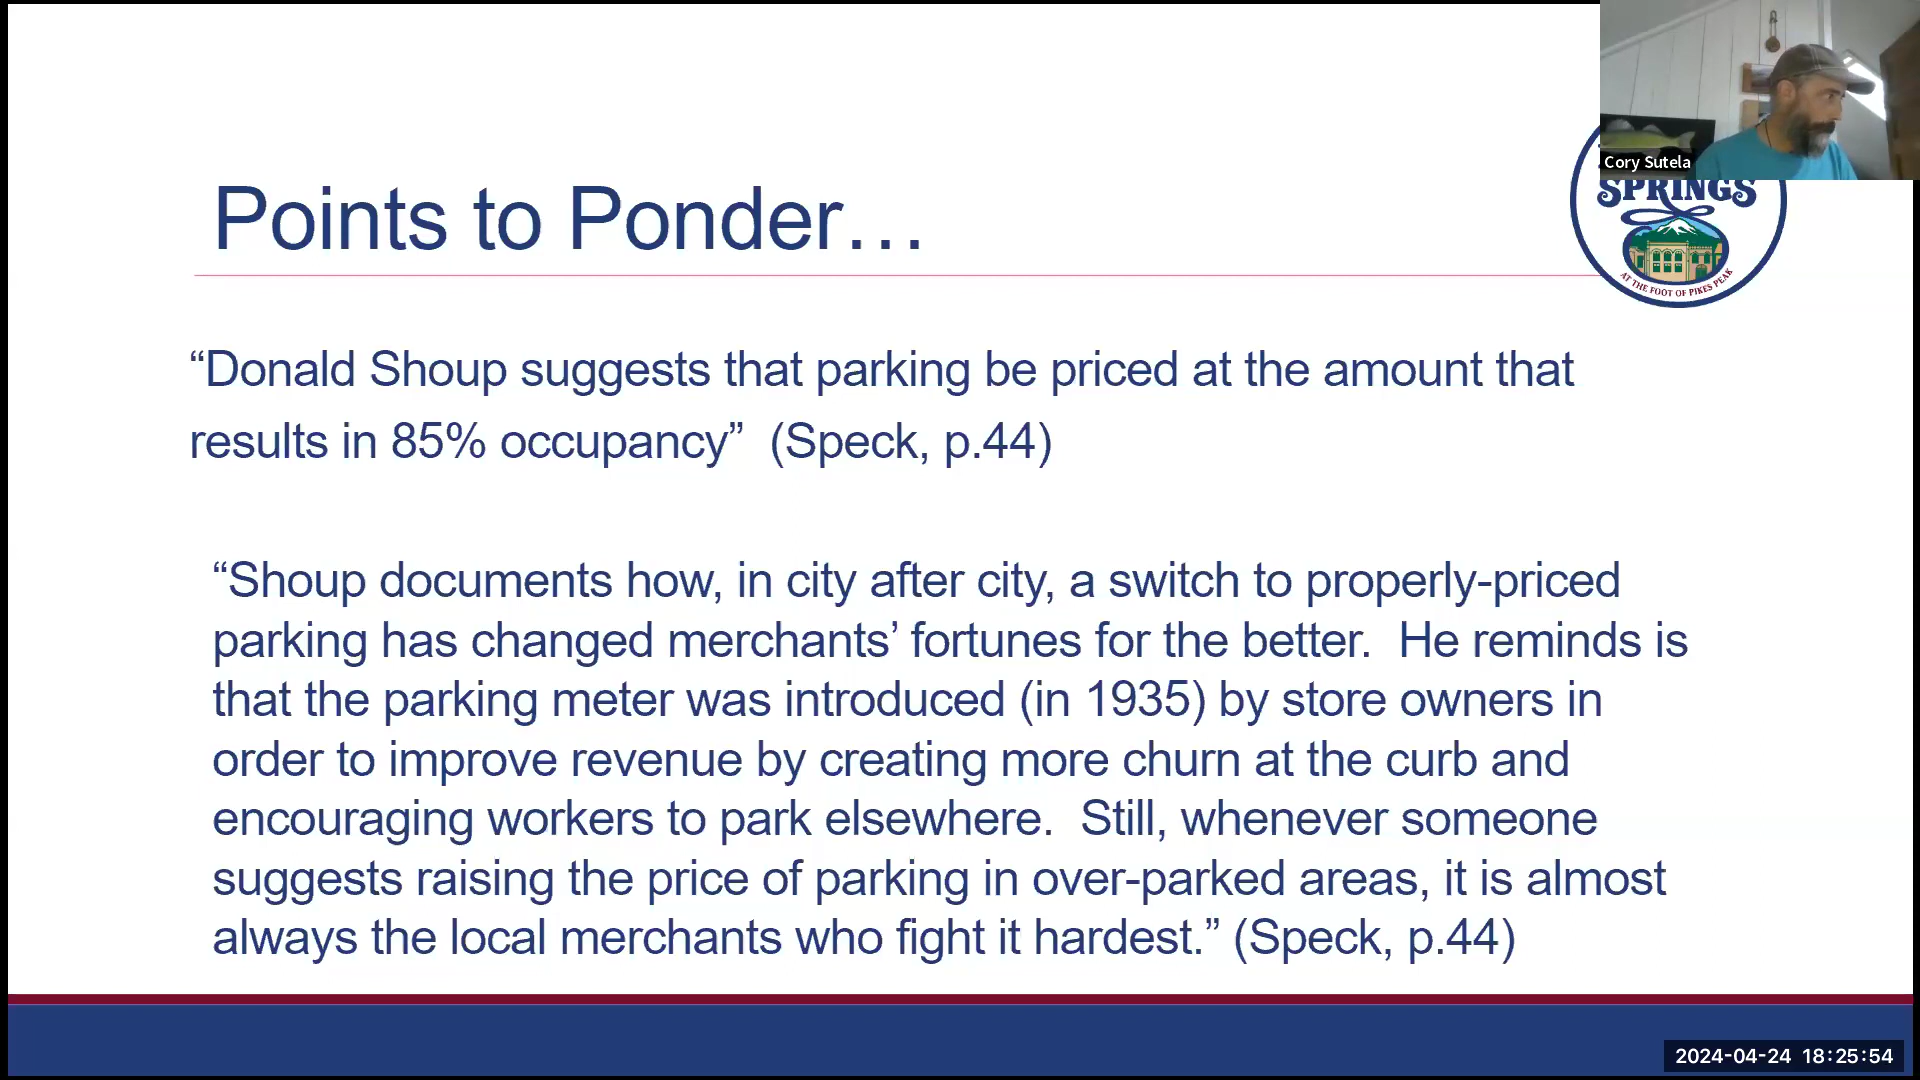 Cory Sutela
SPRINGS
AT THE FOOT OF PIKES PEAK
Points to Ponder…
“Donald Shoup suggests that parking be priced at the amount that
results in 85% occupancy”  (Speck, p.44)
“Shoup documents how, in city after city, a switch to properly-priced
parking has changed merchants’ fortunes for the better.  He reminds is
that the parking meter was introduced (in 1935) by store owners in
order to improve revenue by creating more churn at the curb and
encouraging workers to park elsewhere.  Still, whenever someone
suggests raising the price of parking in over-parked areas, it is almost
always the local merchants who fight it hardest.” (Speck, p.44)
2024-04-24 18:25:54